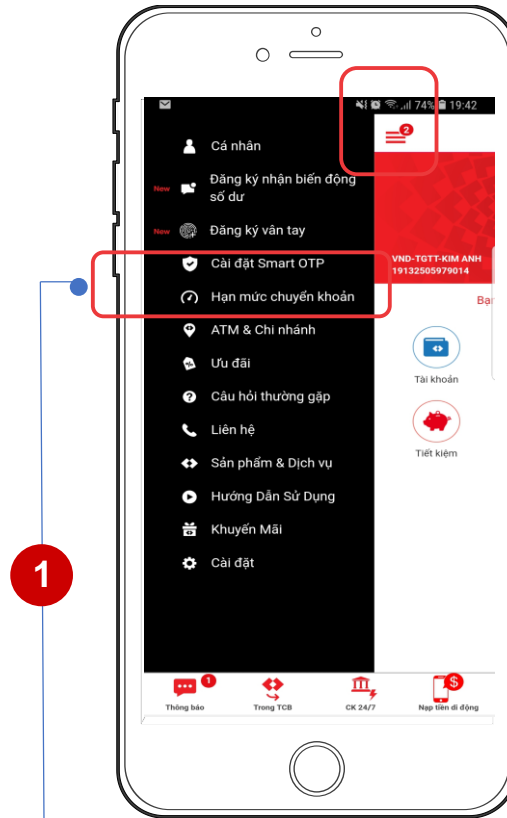 74% 19:42
2
Cá nhân
New Đăng ký nhận biến động
số dư
New Đăng ký vân tay
Cài đặt Smart OTP
Hạn mức chuyển khoản
ATM & Chi nhánh
Ưu đãi
Câu hỏi thường gặp
Liên hệ
Sản phẩm & Dịch vụ
Hướng Dẫn Sử Dụng
Khuyến Mãi
Cài đặt
VND-TGTT-KIM ANH
19132505979014
Bạn
Tài khoản
Tiết kiệm
1
1
$
Thông báo
Trong TCB
CK 24/7
Nạp tiền di động